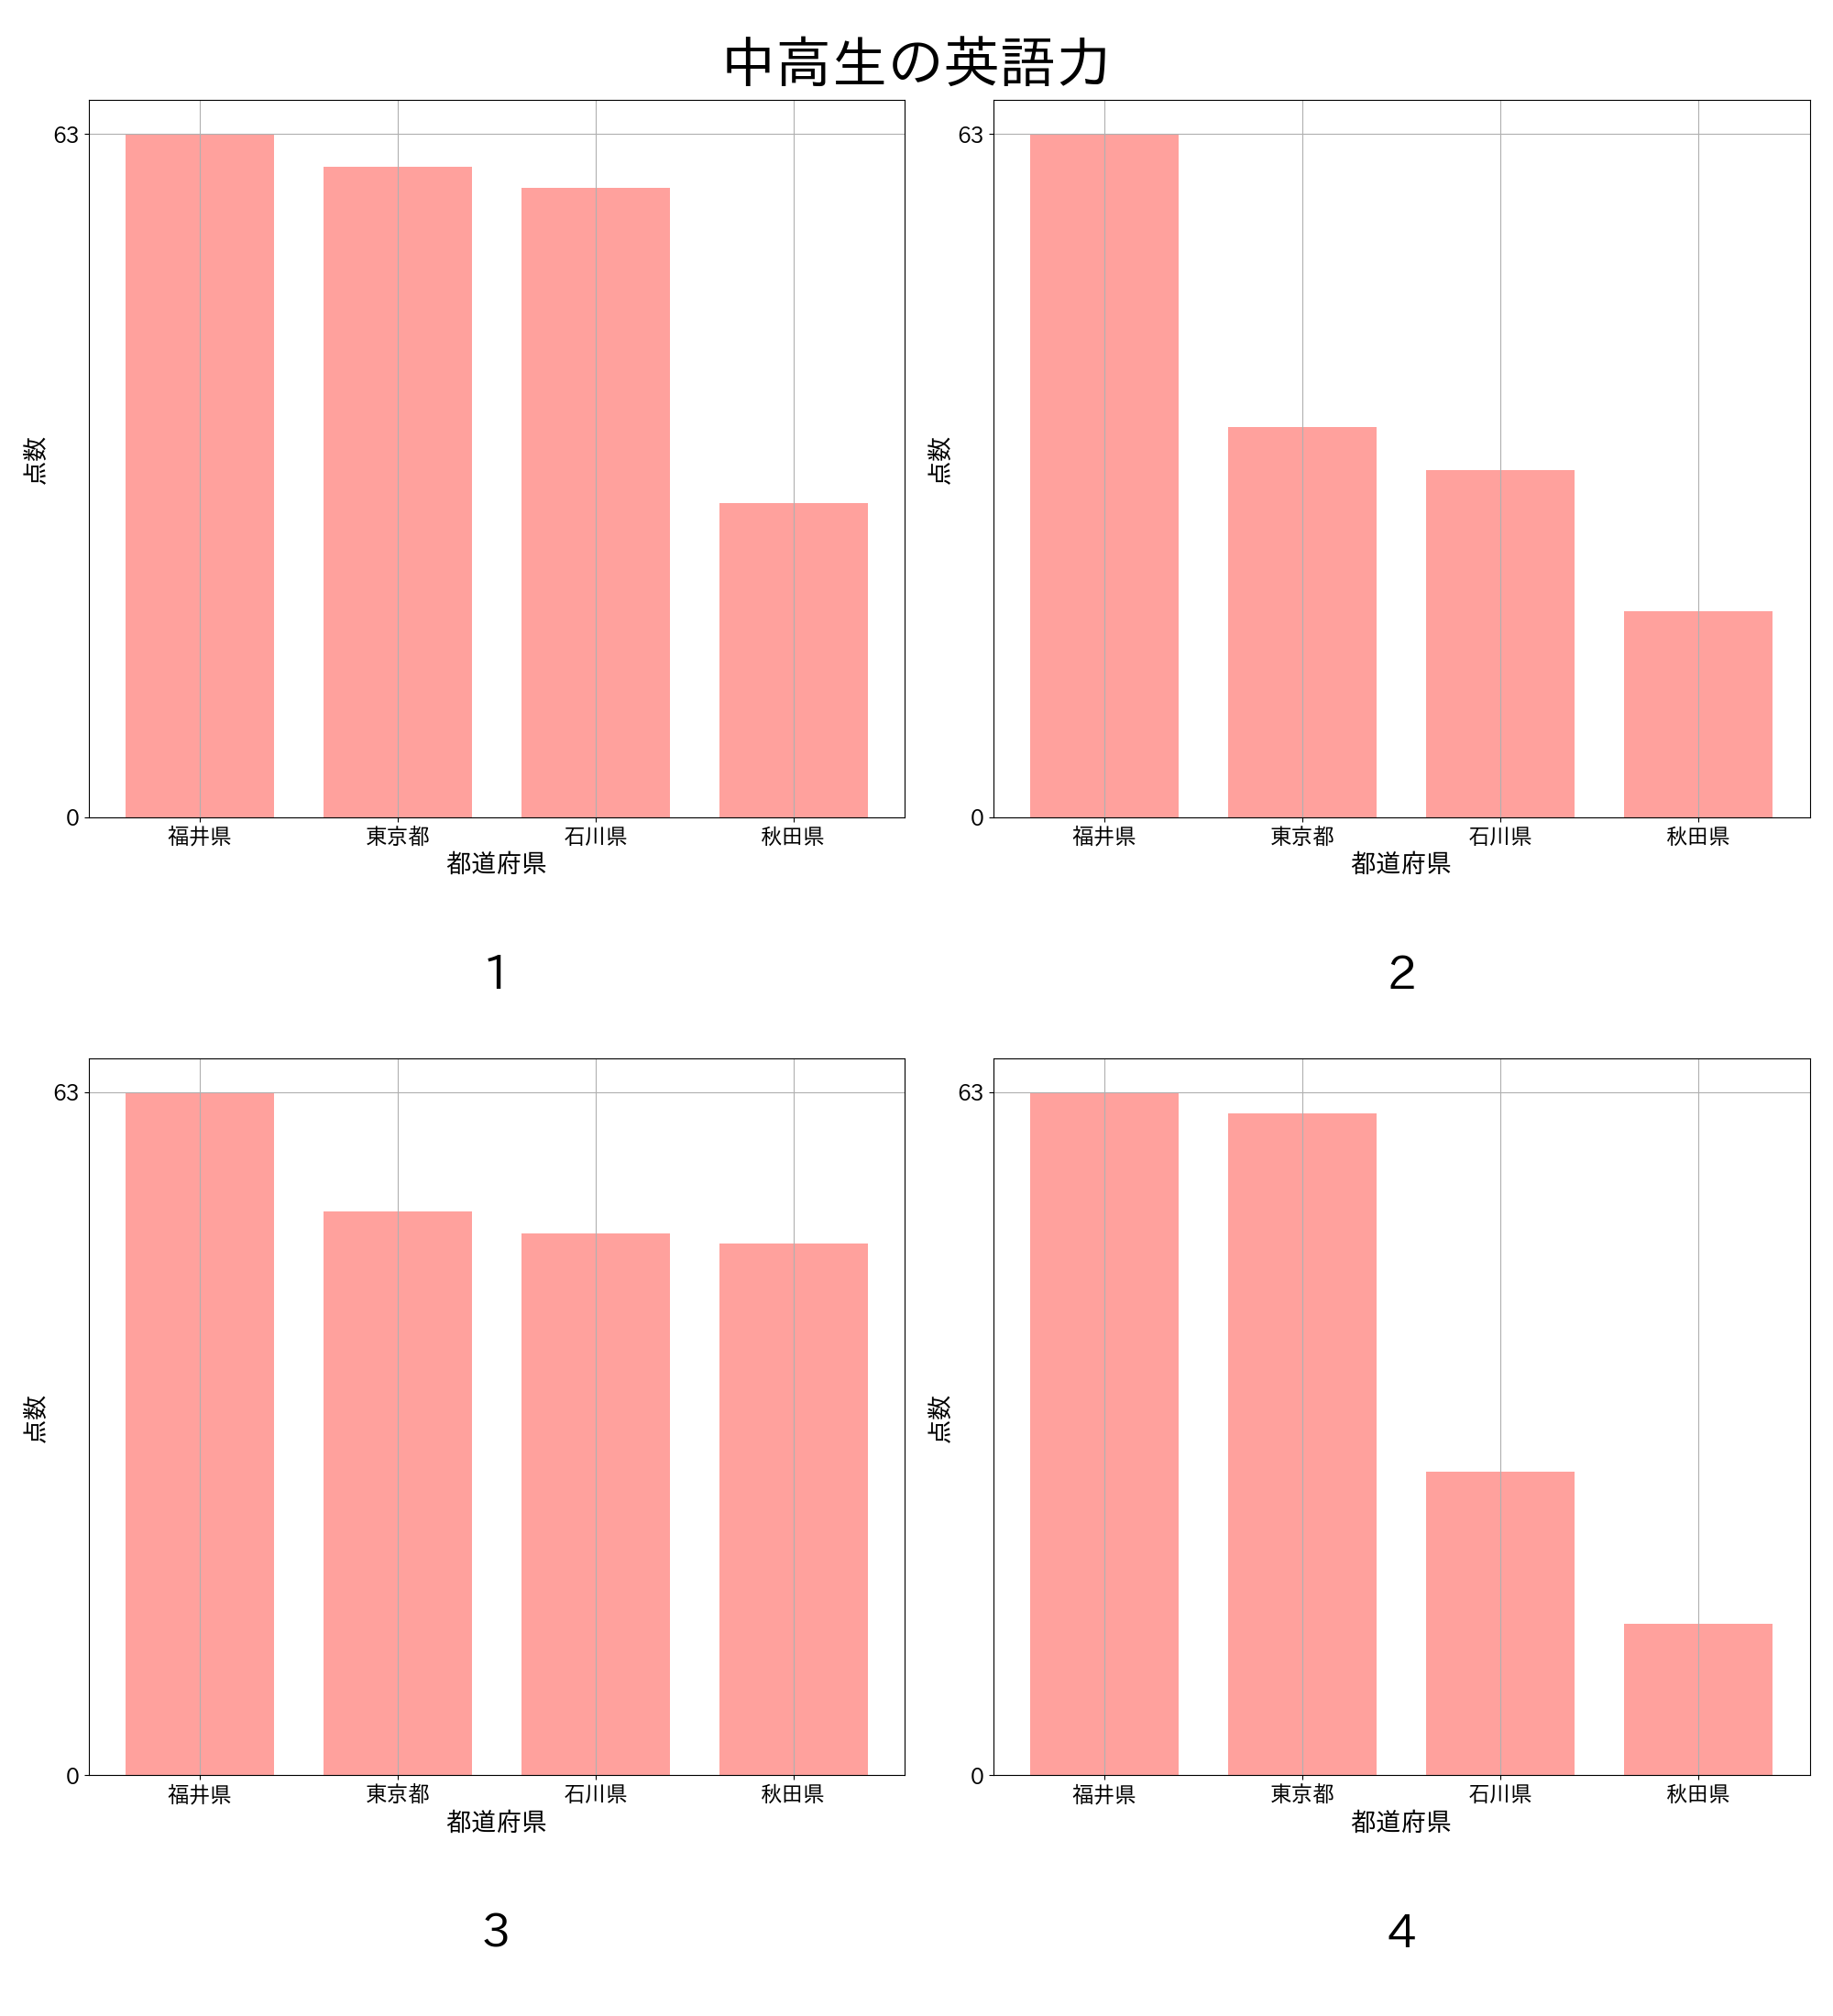 中高生の英語力
63
0
点数
福井県 東京都 石川県 秋田県
都道府県
1
63
0
点数
福井県 東京都 石川県 秋田県
都道府県
2
63
0
点数
福井県 東京都 石川県 秋田県
都道府県
3
63
0
点数
福井県 東京都 石川県 秋田県
都道府県
4